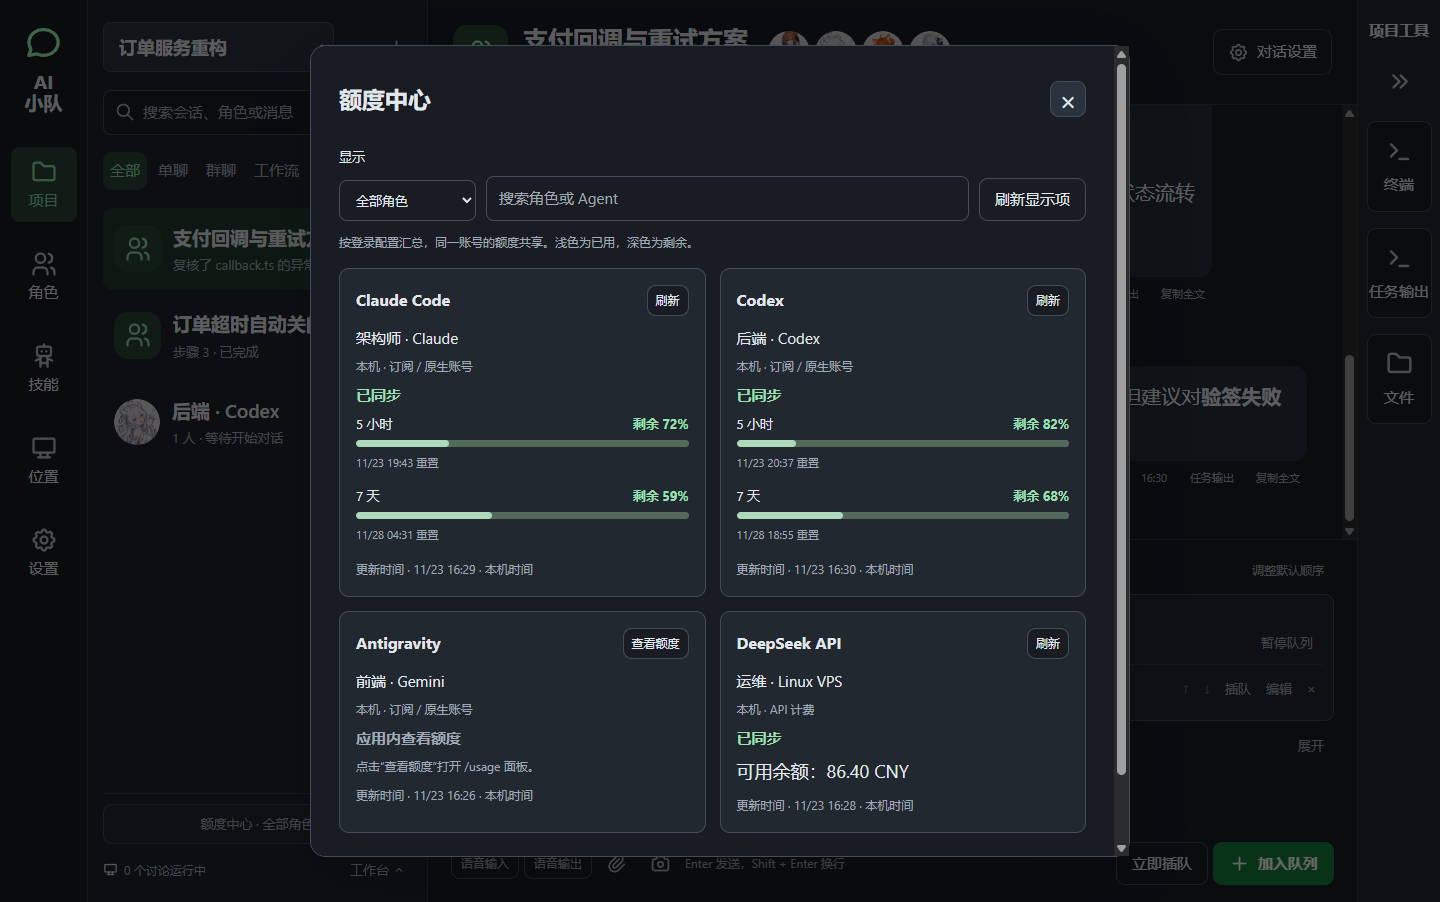 AI
小队
项目
角色
技能
位置
设置
订单服务重构
搜索会话、角色或消息
全部
单聊
群聊
工作流
支付回调与重试
复核了 callback.ts 的异常
订单超时自动关
步骤 3 · 已完成
后端 · Codex
1 人 · 等待开始对话
额度中心 · 全部角色
0 个讨论运行中
工作台
支付回调与重试方案
对话设置
额度中心
×
显示
全部角色
搜索角色或 Agent
刷新显示项
按登录配置汇总，同一账号的额度共享。浅色为已用，深色为剩余。
Claude Code
刷新
架构师 · Claude
本机 · 订阅 / 原生账号
已同步
5 小时
剩余 72%
11/23 19:43 重置
7 天
剩余 59%
11/28 04:31 重置
更新时间 · 11/23 16:29 · 本机时间
Codex
刷新
后端 · Codex
本机 · 订阅 / 原生账号
已同步
5 小时
剩余 82%
11/23 20:37 重置
7 天
剩余 68%
11/28 18:55 重置
更新时间 · 11/23 16:30 · 本机时间
Antigravity
查看额度
前端 · Gemini
本机 · 订阅 / 原生账号
应用内查看额度
点击“查看额度”打开 /usage 面板。
更新时间 · 11/23 16:26 · 本机时间
DeepSeek API
刷新
运维 · Linux VPS
本机 · API 计费
已同步
可用余额：86.40 CNY
更新时间 · 11/23 16:28 · 本机时间
状态流转
出
复制全文
但建议对验签失败
16:30
任务输出
复制全文
调整默认顺序
暂停队列
↑
↓
插队
编辑
×
展开
语音输入
语音输出
Enter 发送，Shift + Enter 换行
立即插队
+ 加入队列
项目工具
终端
任务输出
文件